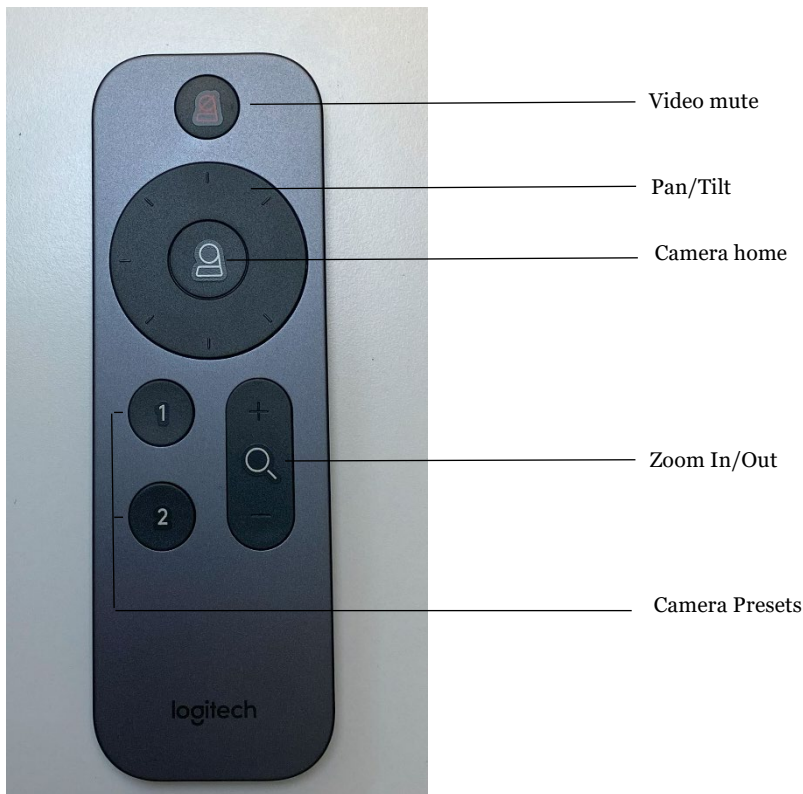 Video mute
Pan/Tilt
Camera home
1
2
+
−
Zoom In/Out
Camera Presets
logitech